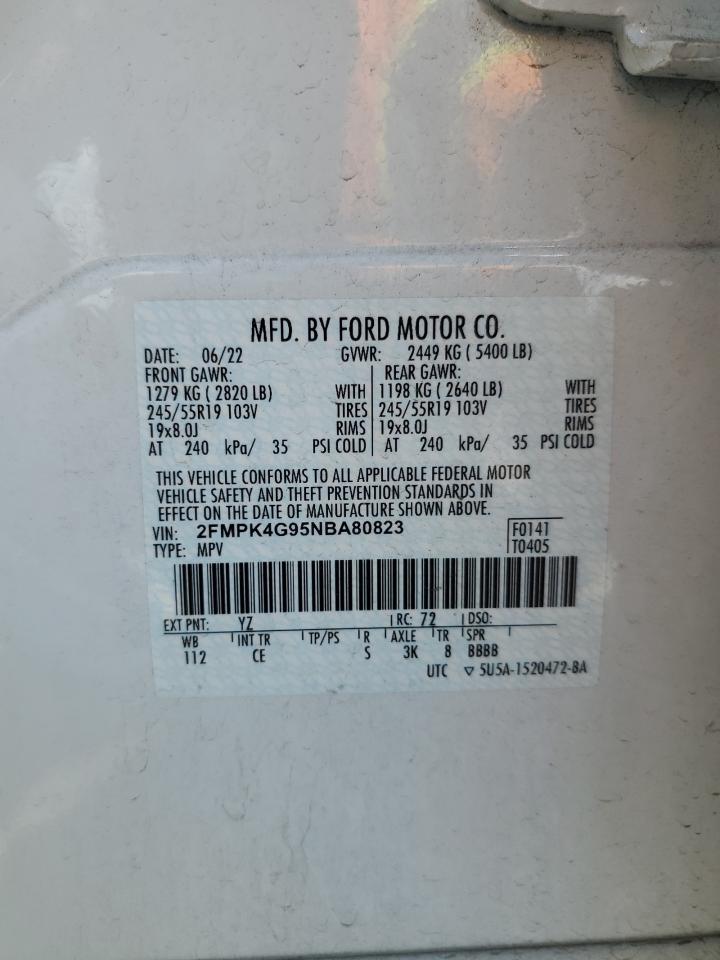 MFD. BY FORD MOTOR CO.
DATE: 06/22 GVWR: 2449 KG ( 5400 LB)
FRONT GAWR: REAR GAWR:
1279 KG ( 2820 LB) WITH 1198 KG ( 2640 LB) WITH
245/55R19 103V TIRES 245/55R19 103V TIRES
19x8.0J RIMS 19x8.0J RIMS
AT 240 kPa/ 35 PSI COLD AT 240 kPa/ 35 PSI COLD
THIS VEHICLE CONFORMS TO ALL APPLICABLE FEDERAL MOTOR
VEHICLE SAFETY AND THEFT PREVENTION STANDARDS IN
EFFECT ON THE DATE OF MANUFACTURE SHOWN ABOVE.
VIN: 2FMPK4G95NBA80823 F0141
TYPE: MPV T0405
EXT PNT: YZ RC: 72 DSO:
WB INT TR TP/PS R AXLE TR SPR
112 CE S 3K 8 BBBB
UTC ▽ 5U5A-1520472-BA